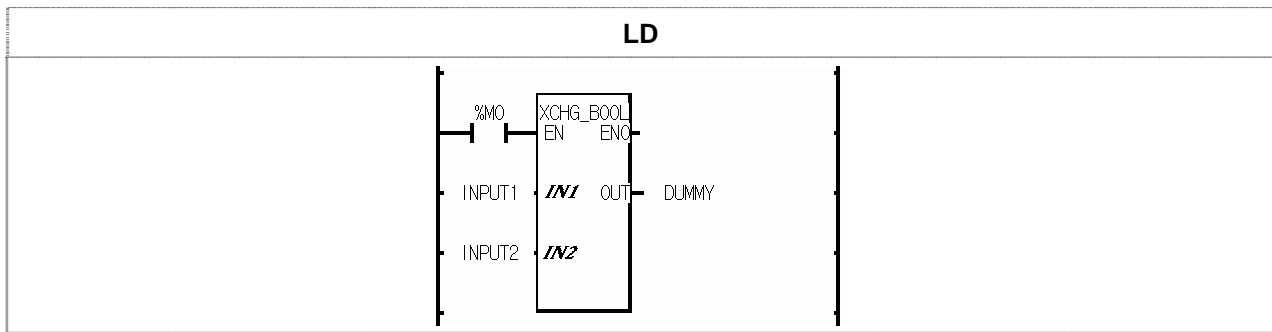 LD
%M0 XCHG_BOOL
EN ENO
INPUT1 IN1 OUT DUMMY
INPUT2 IN2